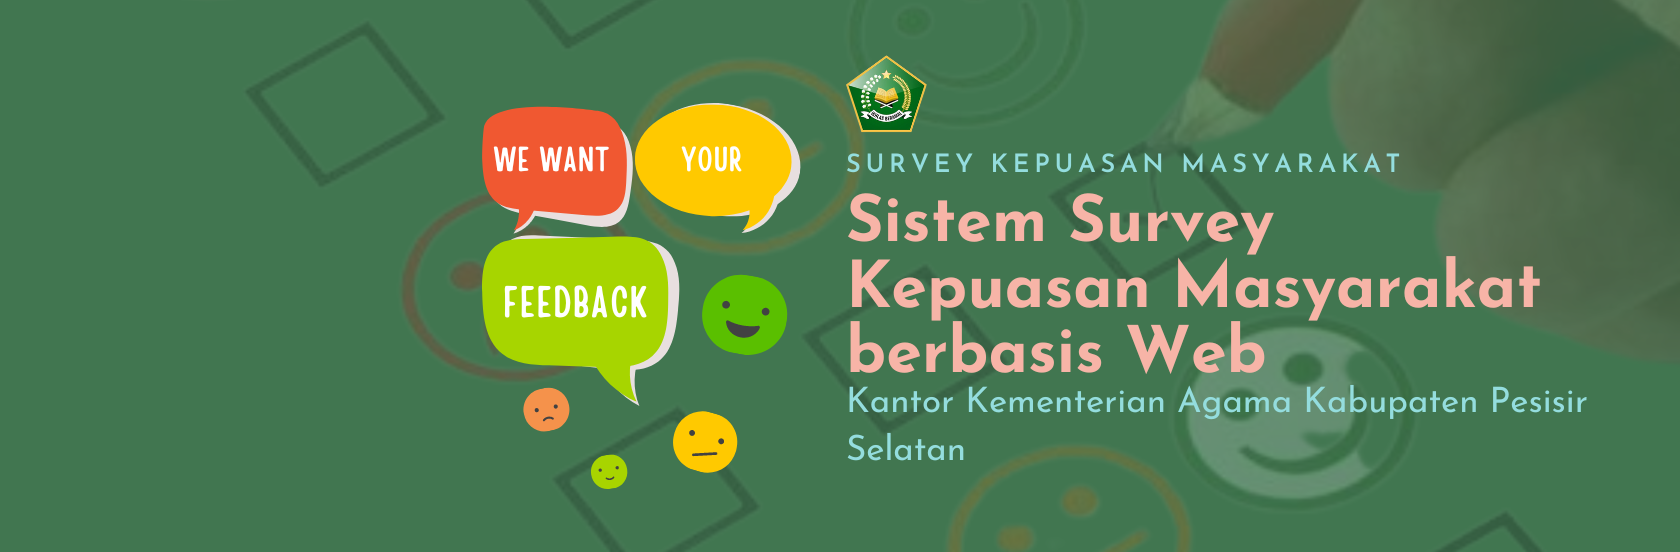 WE WANT
YOUR
FEEDBACK
SURVEY KEPUASAN MASYARAKAT
Sistem Survey
Kepuasan Masyarakat
berbasis Web
Kantor Kementerian Agama Kabupaten Pesisir
Selatan